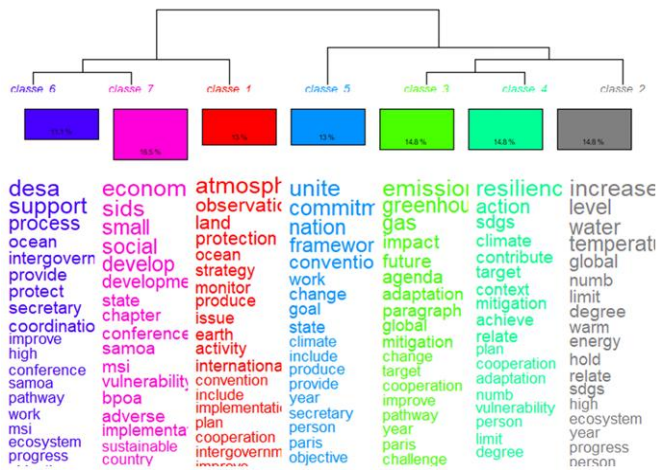 classe 6 classe 7 classe 1 classe 5 classe 3 classe 4 classe 2
11.1 % 18.5 % 13 % 13 % 14.8 % 14.8 % 14.8 %
desa
support
process
ocean
intergovern
provide
protect
secretary
coordinatio
improve
high
conference
samoa
pathway
work
msi
ecosystem
progress
econom
sids
small
social
develop
developme
state
chapter
conference
samoa
msi
vulnerability
bpoa
adverse
implementa
sustainable
country
atmosph
observatio
land
protection
ocean
strategy
monitor
produce
issue
earth
activity
internationa
convention
include
implementatio
plan
cooperation
intergovernm
improve
unite
commitm
nation
framewor
conventio
work
change
goal
state
climate
include
produce
provide
year
secretary
person
paris
objective
emission
greenhou
gas
impact
future
agenda
adaptation
paragraph
global
mitigation
change
target
cooperation
improve
pathway
year
paris
challenge
resilienc
action
sdgs
climate
contribute
target
context
mitigation
achieve
relate
plan
cooperation
adaptation
numb
vulnerability
person
limit
degree
increase
level
water
temperatu
global
numb
limit
degree
warm
energy
hold
relate
sdgs
high
ecosystem
year
progress
person